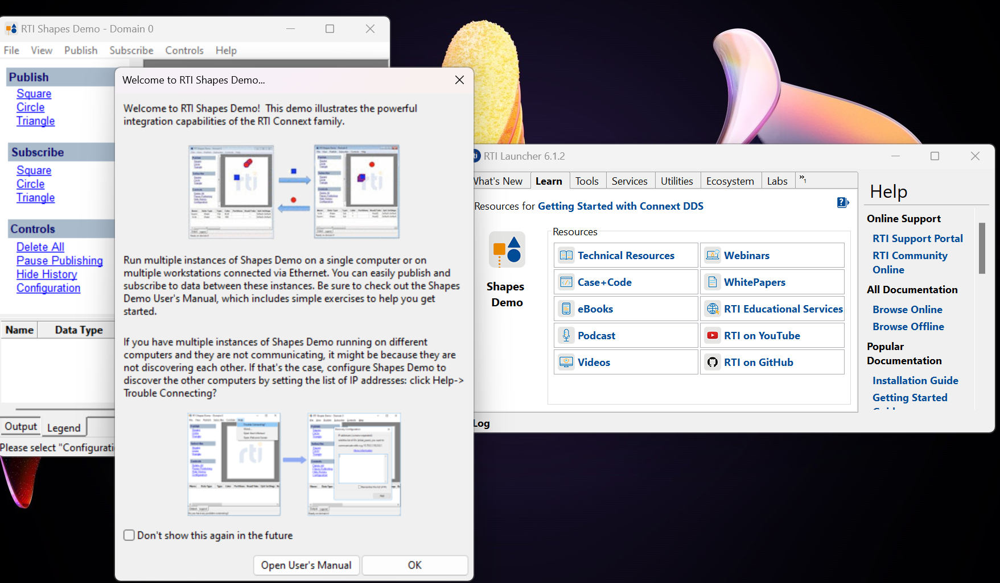 RTI Shapes Demo - Domain 0
File View Publish Subscribe Controls Help
Publish
Square
Circle
Triangle
Subscribe
Square
Circle
Triangle
Controls
Delete All
Pause Publishing
Hide History
Configuration
Name Data Type
Output Legend
Please select "Configurati
Welcome to RTI Shapes Demo...
Welcome to RTI Shapes Demo! This demo illustrates the powerful
integration capabilities of the RTI Connext family.
rti
rti
Run multiple instances of Shapes Demo on a single computer or on
multiple workstations connected via Ethernet. You can easily publish and
subscribe to data between these instances. Be sure to check out the Shapes
Demo User's Manual, which includes simple exercises to help you get
started.
If you have multiple instances of Shapes Demo running on different
computers and they are not communicating, it might be because they are
not discovering each other. If that's the case, configure Shapes Demo to
discover the other computers by setting the list of IP addresses: click Help->
Trouble Connecting?
rti
Don't show this again in the future
Open User's Manual OK
RTI Launcher 6.1.2
What's New Learn Tools Services Utilities Ecosystem Labs »1
Resources for Getting Started with Connext DDS
Shapes
Demo
Resources
Technical Resources Webinars
Case+Code WhitePapers
eBooks RTI Educational Services
Podcast RTI on YouTube
Videos RTI on GitHub
Log
Help
Online Support
RTI Support Portal
RTI Community
Online
All Documentation
Browse Online
Browse Offline
Popular
Documentation
Installation Guide
Getting Started